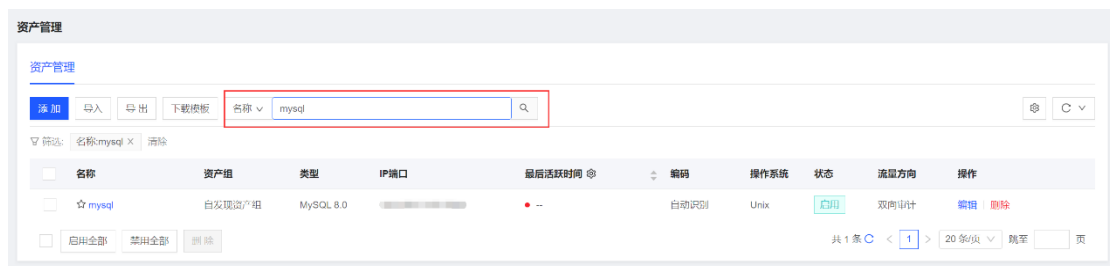 资产管理
资产管理
添加 导入 导出 下载模板 名称 mysql
筛选: 名称:mysql × 清除
名称 资产组 类型 IP端口 最后活跃时间 编码 操作系统 状态 流量方向 操作
mysql 自发现资产组 MySQL 8.0 -- 自动识别 Unix 启用 双向审计 编辑 删除
启用全部 禁用全部 删除 共 1 条 < 1 > 20 条/页 跳至 页